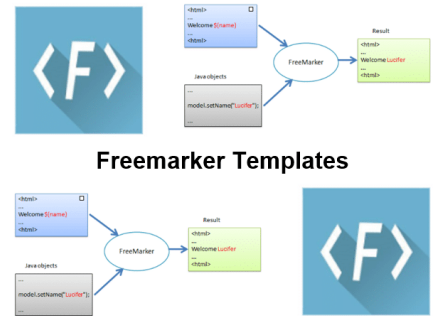 <F>
<html>
...
Welcome ${name}
...
<html>
Java objects
...
model.setName("Lucifer");
...
FreeMarker
Result
<html>
...
Welcome Lucifer
...
<html>
Freemarker Templates
<html>
...
Welcome ${name}
...
<html>
Java objects
...
model.setName("Lucifer");
...
FreeMarker
Result
<html>
...
Welcome Lucifer
...
<html>
<F>